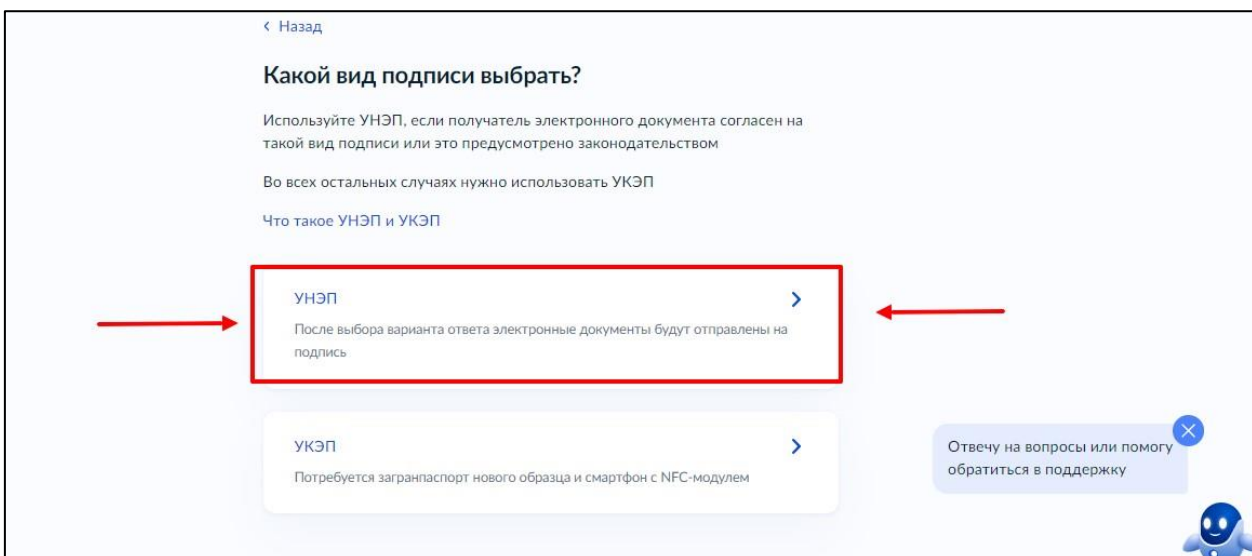 Назад
Какой вид подписи выбрать?
Используйте УНЭП, если получатель электронного документа согласен на
такой вид подписи или это предусмотрено законодательством
Во всех остальных случаях нужно использовать УКЭП
Что такое УНЭП и УКЭП
УНЭП
После выбора варианта ответа электронные документы будут отправлены на
подпись
УКЭП
Потребуется загранпаспорт нового образца и смартфон с NFC-модулем
Отвечу на вопросы или помогу
обратиться в поддержку